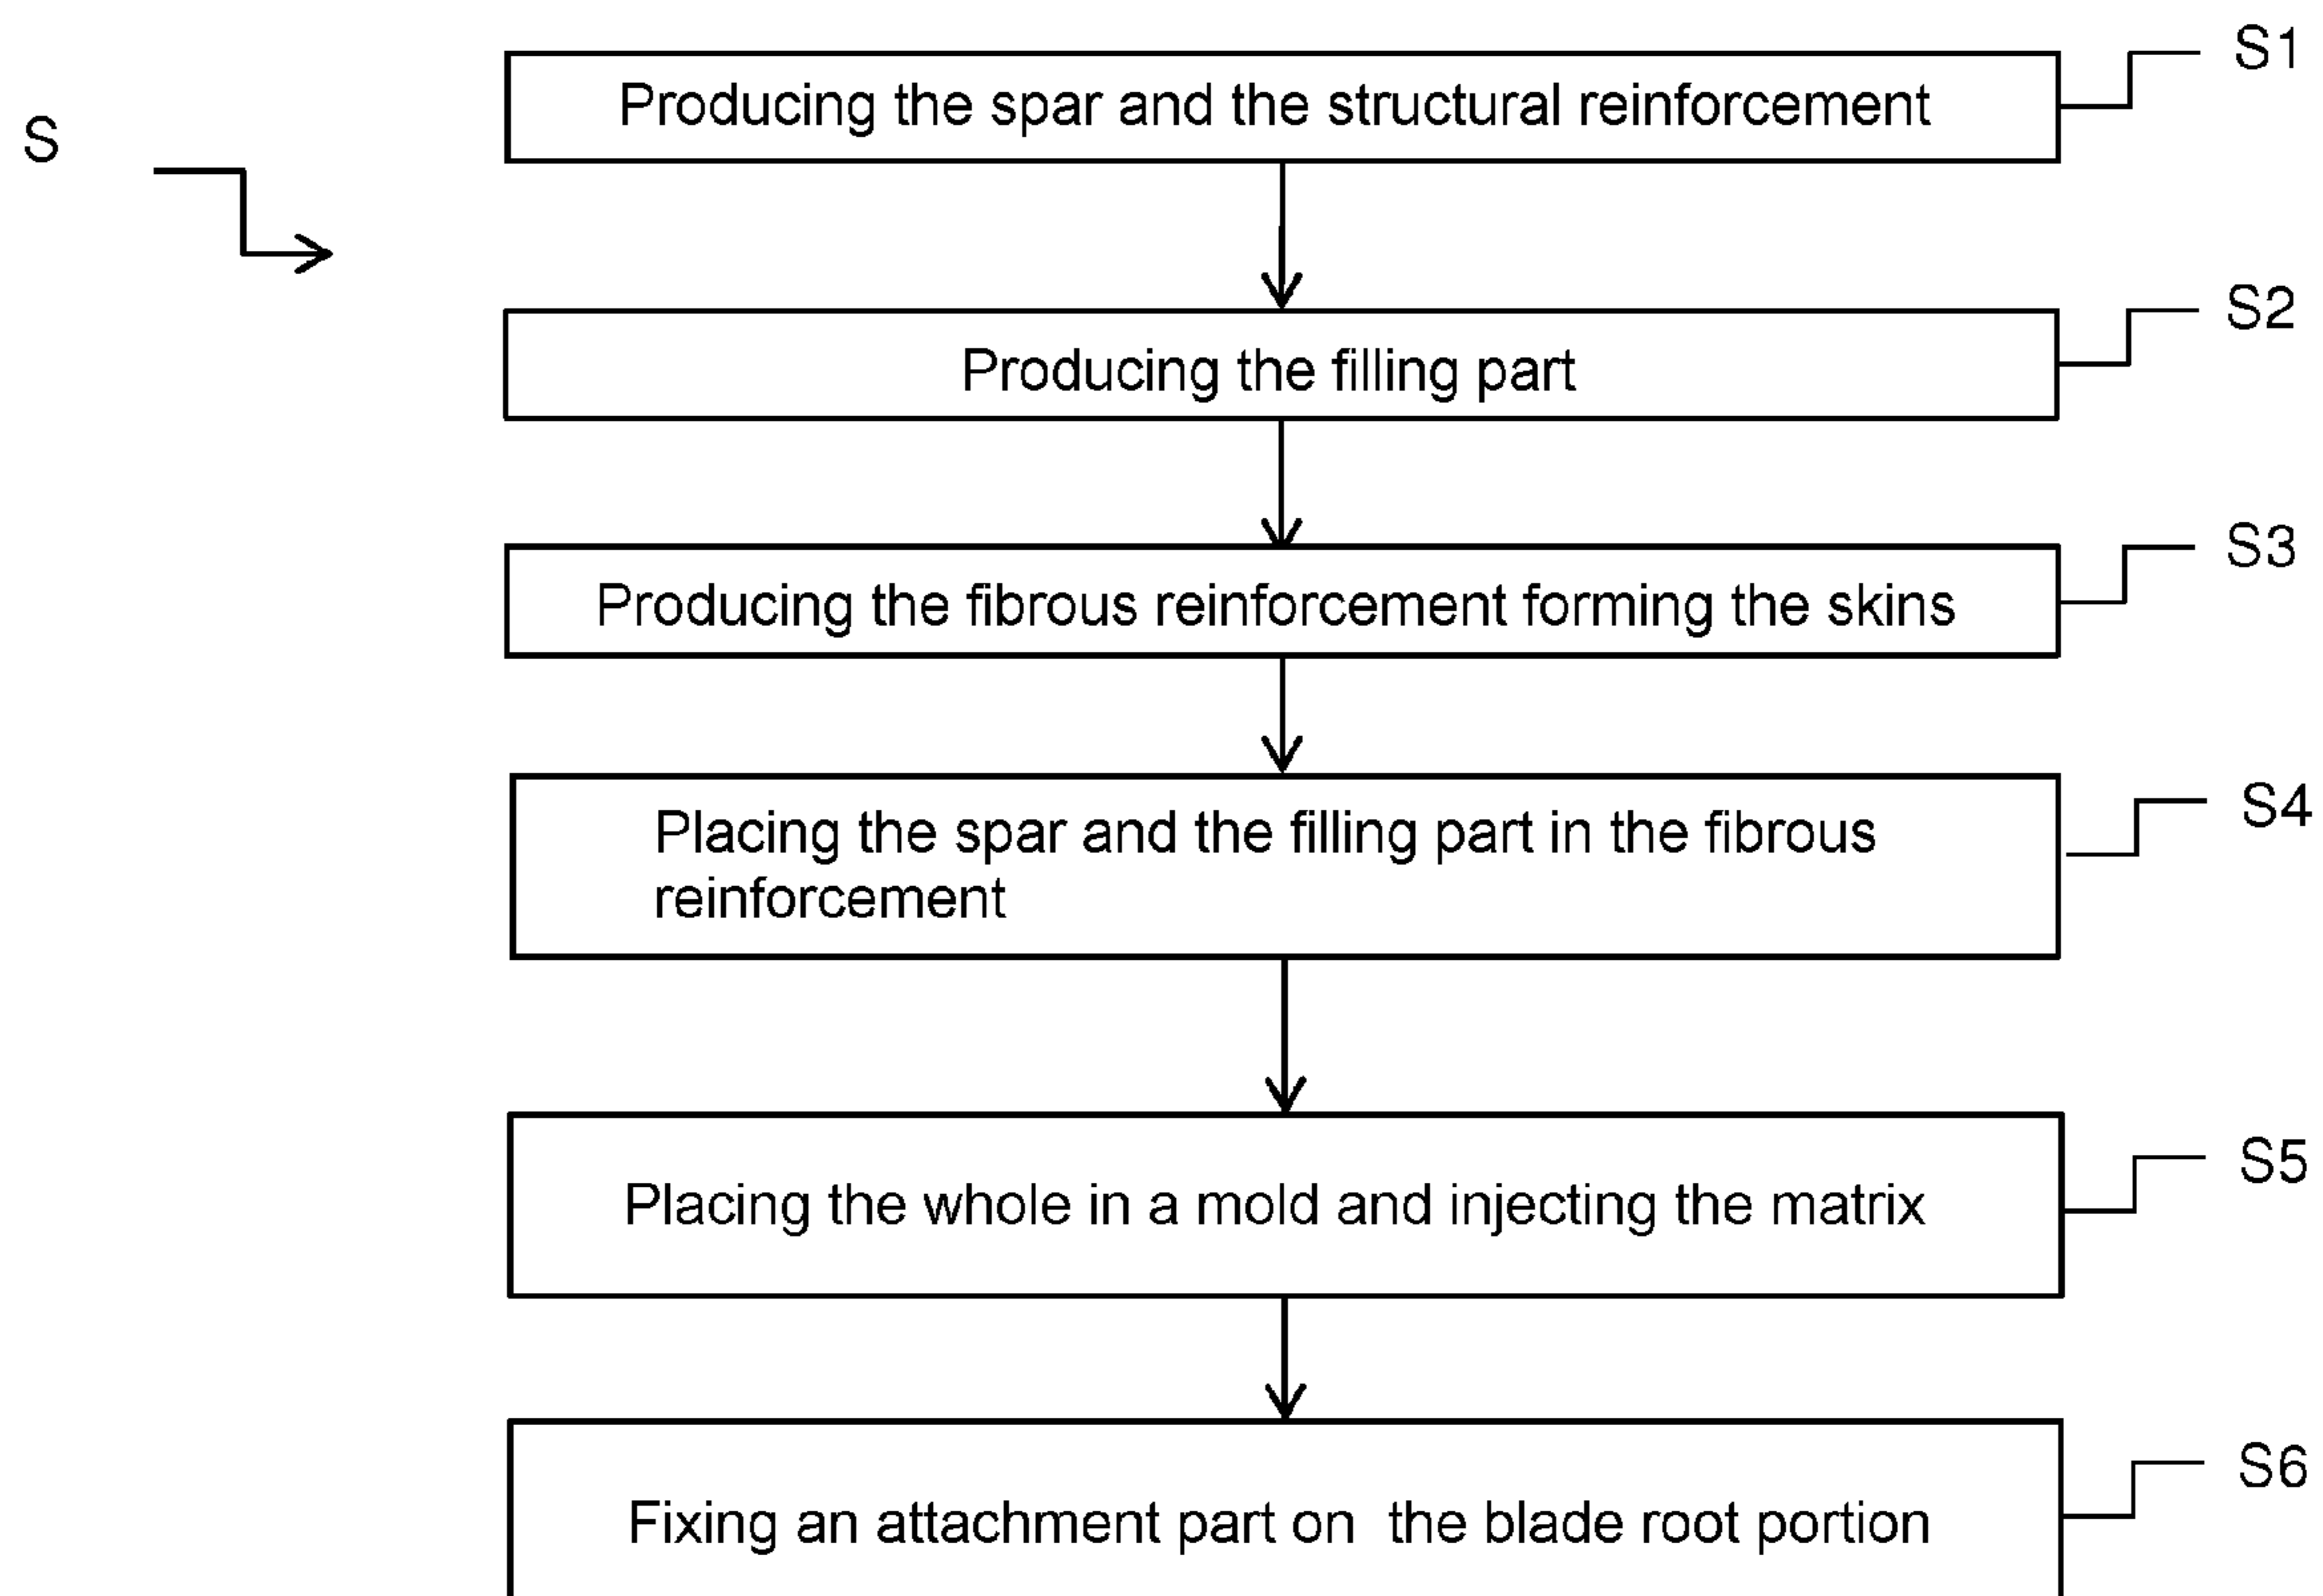 S
Producing the spar and the structural reinforcement
S1
Producing the filling part
S2
Producing the fibrous reinforcement forming the skins
S3
Placing the spar and the filling part in the fibrous
reinforcement
S4
Placing the whole in a mold and injecting the matrix
S5
Fixing an attachment part on the blade root portion
S6